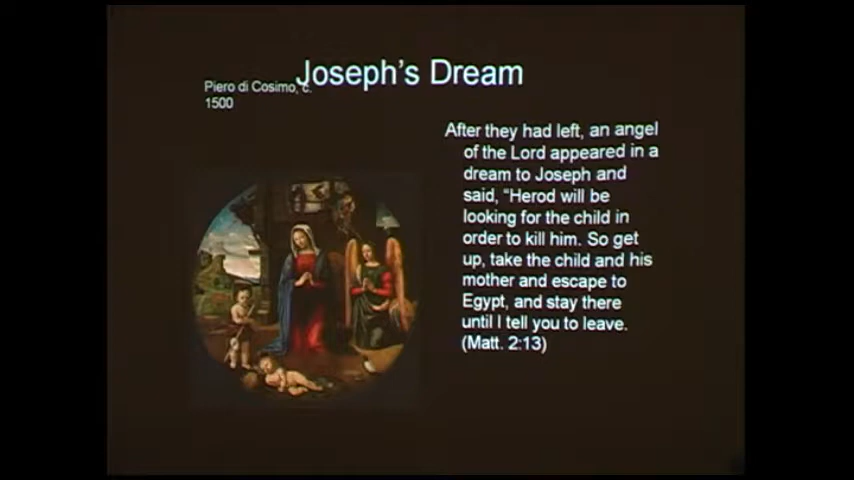 Joseph's Dream
Piero di Cosimo, c.
1500
After they had left, an angel
of the Lord appeared in a
dream to Joseph and
said, "Herod will be
looking for the child in
order to kill him. So get
up, take the child and his
mother and escape to
Egypt, and stay there
until I tell you to leave.
(Matt. 2:13)